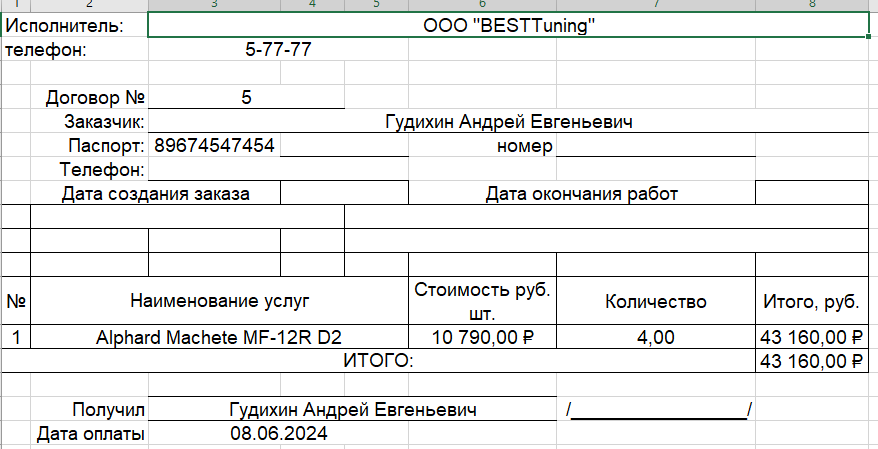 1 2 3 4 5 6 7 8
Исполнитель: ООО "BESTTuning"
телефон: 5-77-77
Договор № 5
Заказчик: Гудихин Андрей Евгеньевич
Паспорт: 89674547454 номер
Телефон:
Дата создания заказа Дата окончания работ
№ Наименование услуг Стоимость руб. шт. Количество Итого, руб.
1 Alphard Machete MF-12R D2 10 790,00 ₽ 4,00 43 160,00 ₽
ИТОГО: 43 160,00 ₽
Получил Гудихин Андрей Евгеньевич /___________________/
Дата оплаты 08.06.2024